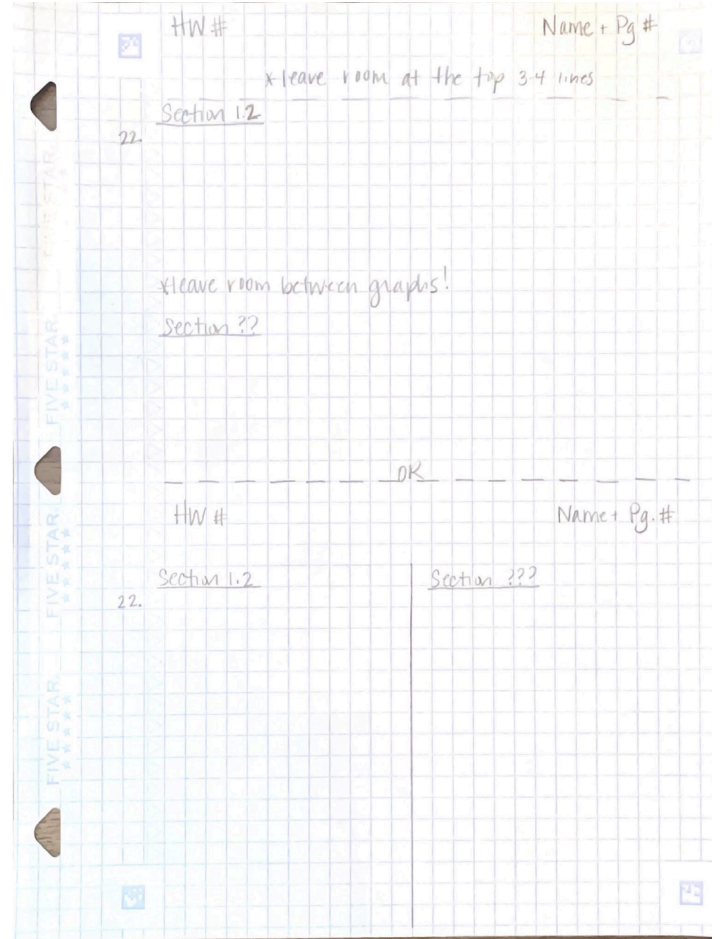 HW #    Name + Pg #
* leave room at the top 3-4 lines
Section 1.2
22.
* leave room between graphs!
Section ??
OR
HW #    Name + Pg. #
Section 1.2    Section ???
22.
FIVE STAR.
FIVE STAR.
FIVE STAR.
FIVE STAR.